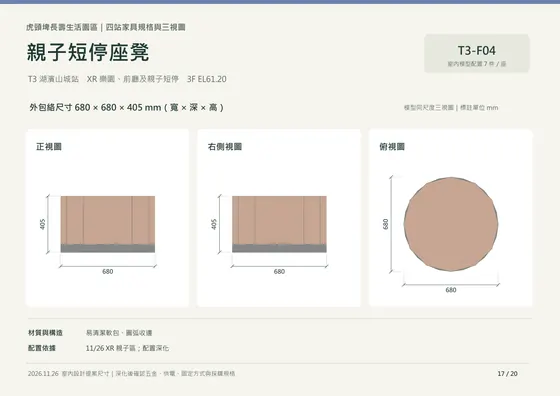 虎頭埤長壽生活園區｜四站家具規格與三視圖
親子短停座凳
T3-F04
室內模型配置 7 件 / 座
T3 湖濱山城站　XR 樂園、前廳及親子短停　3F EL61.20
外包絡尺寸 680 × 680 × 405 mm ( 寬 × 深 × 高 )
模型同尺度三視圖｜標註單位 mm
正視圖
右側視圖
俯視圖
405
680
405
680
680
680
材質與構造　易清潔軟包、圓弧收邊
配置依據　11/26 XR 親子區；配置深化
2026.11.26 室內設計提案尺寸｜深化後確認五金、供電、固定方式與採購規格
17 / 20